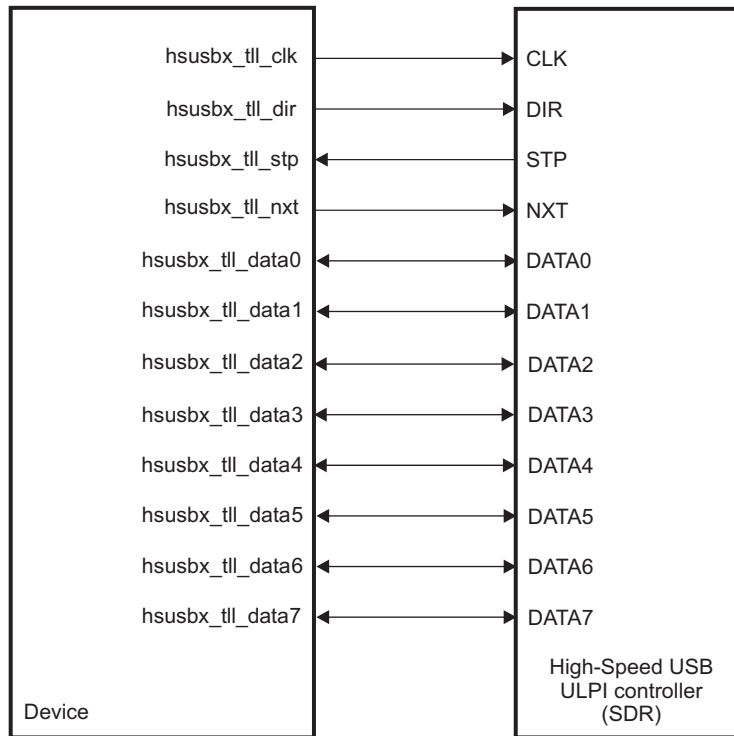 hsusbx_tll_clk CLK
hsusbx_tll_dir DIR
hsusbx_tll_stp STP
hsusbx_tll_nxt NXT
hsusbx_tll_data0 DATA0
hsusbx_tll_data1 DATA1
hsusbx_tll_data2 DATA2
hsusbx_tll_data3 DATA3
hsusbx_tll_data4 DATA4
hsusbx_tll_data5 DATA5
hsusbx_tll_data6 DATA6
hsusbx_tll_data7 DATA7
Device
High-Speed USB
ULPI controller
(SDR)